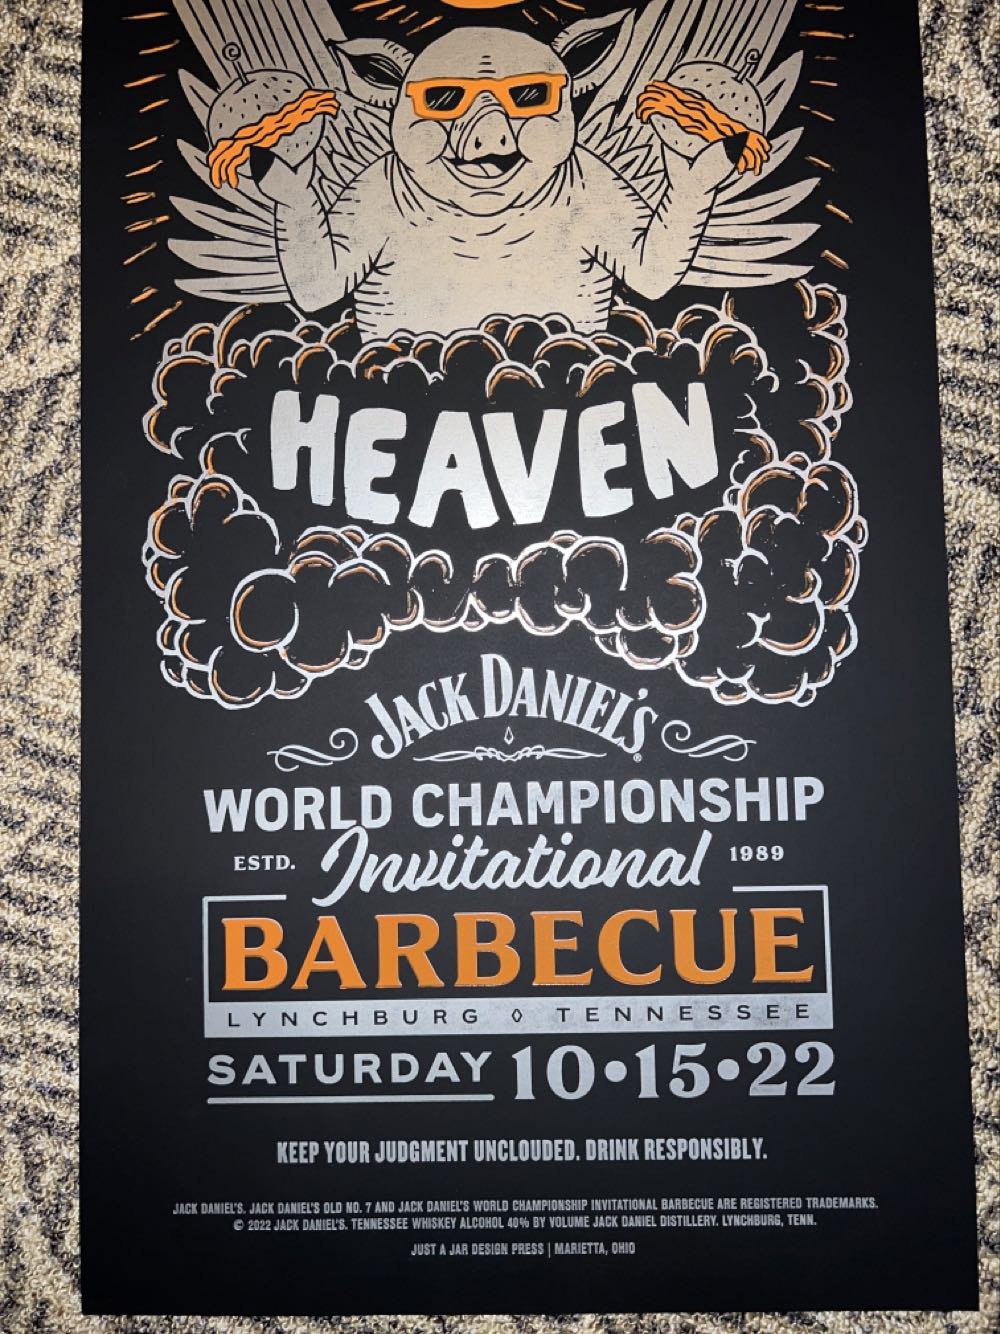 HEAVEN
JACK DANIEL'S
WORLD CHAMPIONSHIP
ESTD. Invitational 1989
BARBECUE
LYNCHBURG ◊ TENNESSEE
SATURDAY 10•15•22
KEEP YOUR JUDGMENT UNCLOUDED. DRINK RESPONSIBLY.
JACK DANIEL'S. JACK DANIEL'S OLD NO. 7 AND JACK DANIEL'S WORLD CHAMPIONSHIP INVITATIONAL BARBECUE ARE REGISTERED TRADEMARKS.
© 2022 JACK DANIEL'S. TENNESSEE WHISKEY ALCOHOL 40% BY VOLUME JACK DANIEL DISTILLERY. LYNCHBURG, TENN.
JUST A JAR DESIGN PRESS | MARIETTA, OHIO